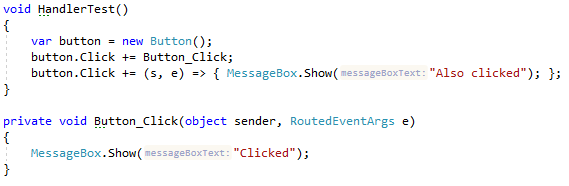 void HandlerTest()
{
    var button = new Button();
    button.Click += Button_Click;
    button.Click += (s, e) => { MessageBox.Show(messageBoxText: "Also clicked"); };
}

private void Button_Click(object sender, RoutedEventArgs e)
{
    MessageBox.Show(messageBoxText: "Clicked");
}